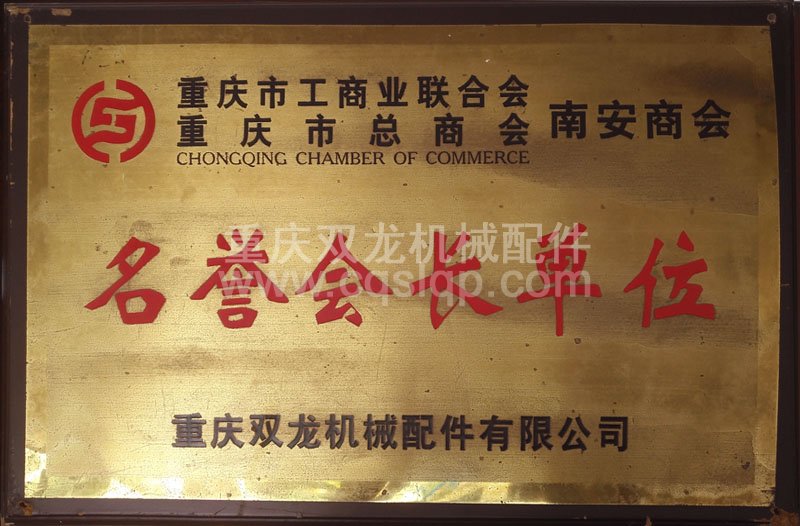 重庆市工商业联合会
重庆市总商会
南安商会
CHONGQING CHAMBER OF COMMERCE
名誉会长单位
重庆双龙机械配件
www.cqslqp.com
重庆双龙机械配件有限公司